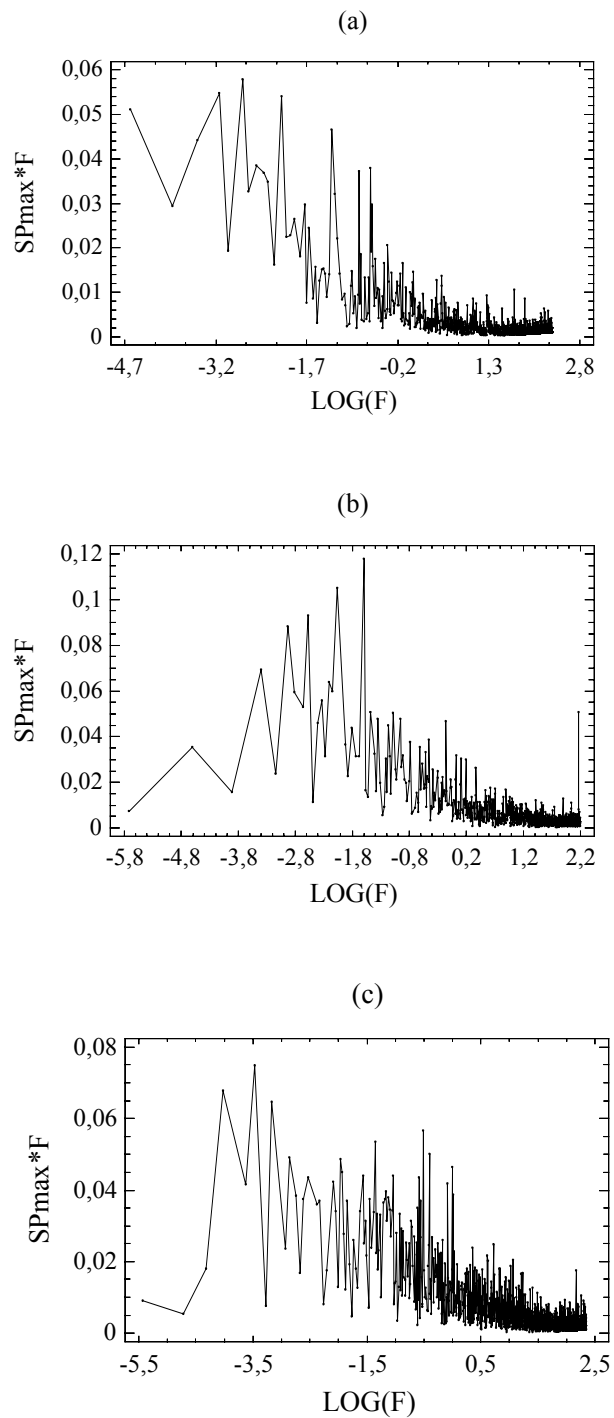 (a)
0,06
0,05
0,04
0,03
0,02
0,01
0
SPmax*F
-4,7 -3,2 -1,7 -0,2 1,3 2,8
LOG(F)
(b)
0,12
0,1
0,08
0,06
0,04
0,02
0
SPmax*F
-5,8 -4,8 -3,8 -2,8 -1,8 -0,8 0,2 1,2 2,2
LOG(F)
(c)
0,08
0,06
0,04
0,02
0
SPmax*F
-5,5 -3,5 -1,5 0,5 2,5
LOG(F)